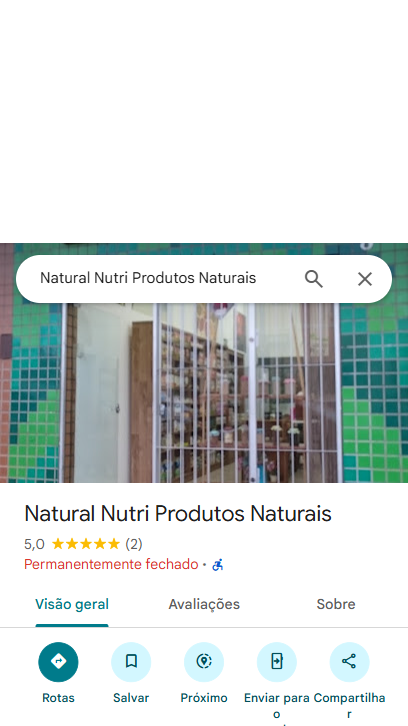 Natural Nutri Produtos Naturais
Natural Nutri Produtos Naturais
5,0 (2)
Permanentemente fechado ·
Visão geral Avaliações Sobre
Rotas Salvar Próximo Enviar para o Compartilhar